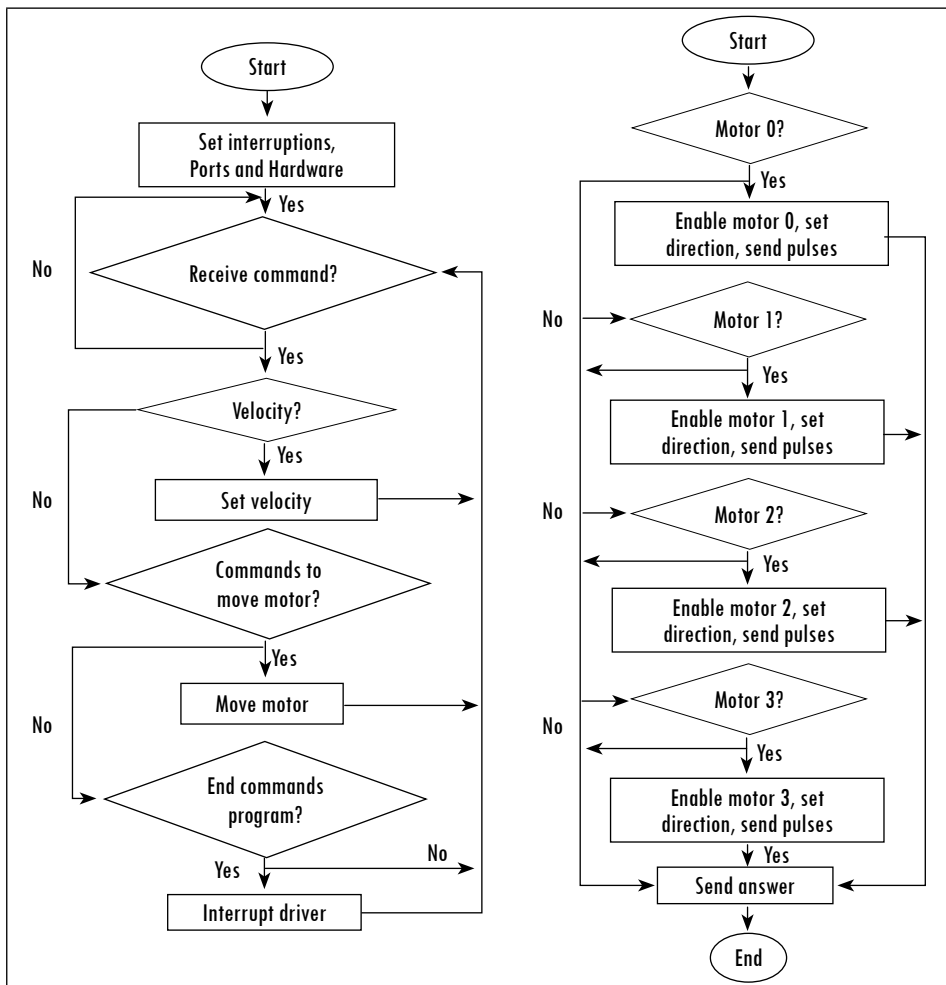 Start
Set interruptions,
Ports and Hardware
Yes
No
Receive command?
Yes
Velocity?
Yes
No
Set velocity
Commands to
move motor?
Yes
Move motor
No
End commands
program?
No
Yes
Interrupt driver
Start
Motor 0?
Yes
Enable motor 0, set
direction, send pulses
No
Motor 1?
Yes
Enable motor 1, set
direction, send pulses
No
Motor 2?
Yes
Enable motor 2, set
direction, send pulses
Motor 3?
No
Yes
Enable motor 3, set
direction, send pulses
Yes
Send answer
End